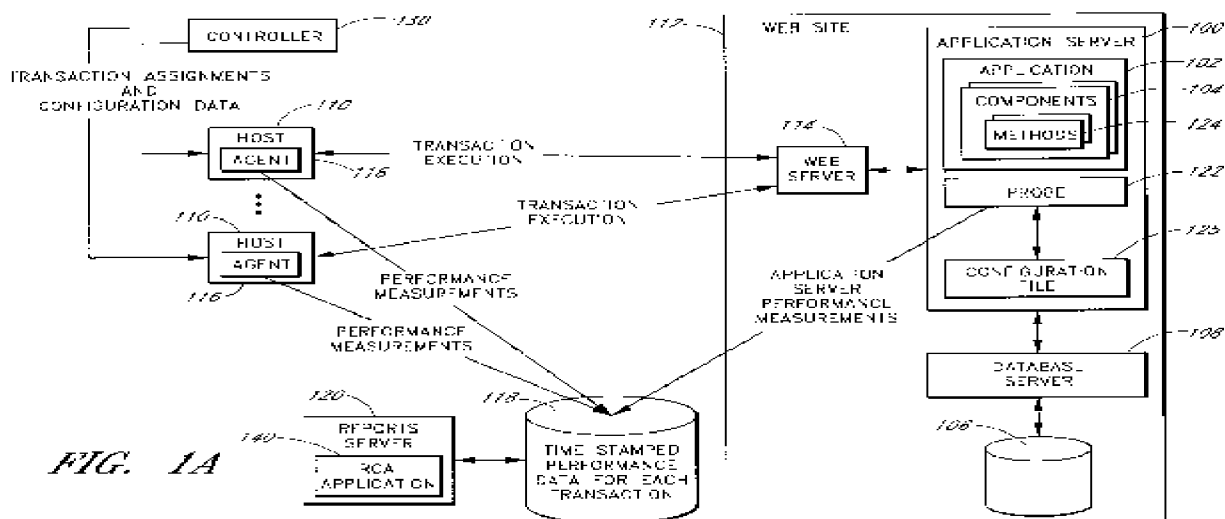 130
CONTROLLER
TRANSACTION ASSIGNMENTS
AND
CONFIGURATION DATA
110
HOST
AGENT
116
TRANSACTION
EXECUTION
110
HOST
AGENT
116
TRANSACTION
EXECUTION
PERFORMANCE
MEASUREMENTS
PERFORMANCE
MEASUREMENTS
112
WEB SITE
114
WEB
SERVER
100
APPLICATION SERVER
102
APPLICATION
104
COMPONENTS
124
METHODS
122
PROBE
125
CONFIGURATION
FILE
APPLICATION
SERVER
PERFORMANCE
MEASUREMENTS
108
DATABASE
SERVER
106
118
TIME STAMPED
PERFORMANCE
DATA FOR EACH
TRANSACTION
120
REPORTS
SERVER
140
RCA
APPLICATION
FIG. 1A